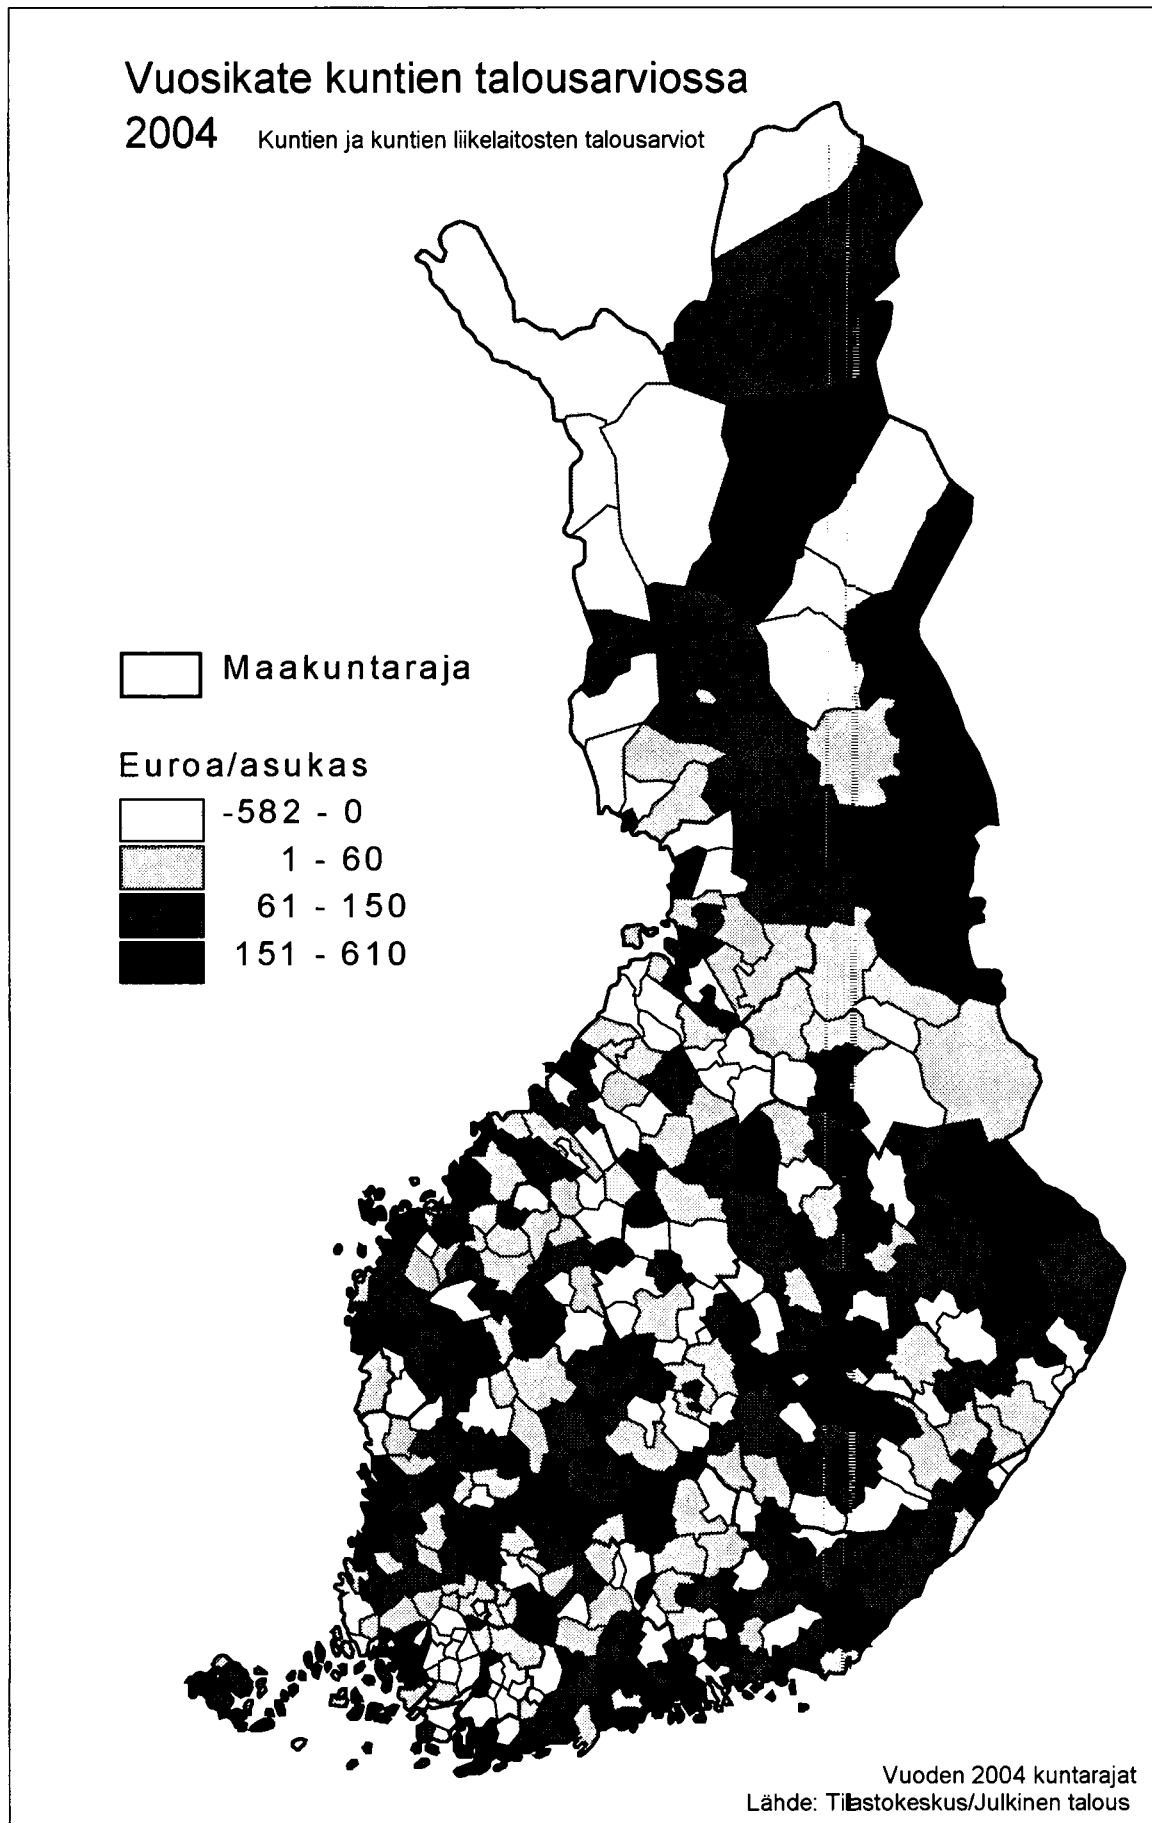 Vuosikate kuntien talousarviossa
2004 Kuntien ja kuntien liikelaitosten talousarviot
Maakuntaraja
Euroa/asukas
-582 - 0
1 - 60
61 - 150
151 - 610
Vuoden 2004 kuntarajat
Lähde: Tilastokeskus/Julkinen talous